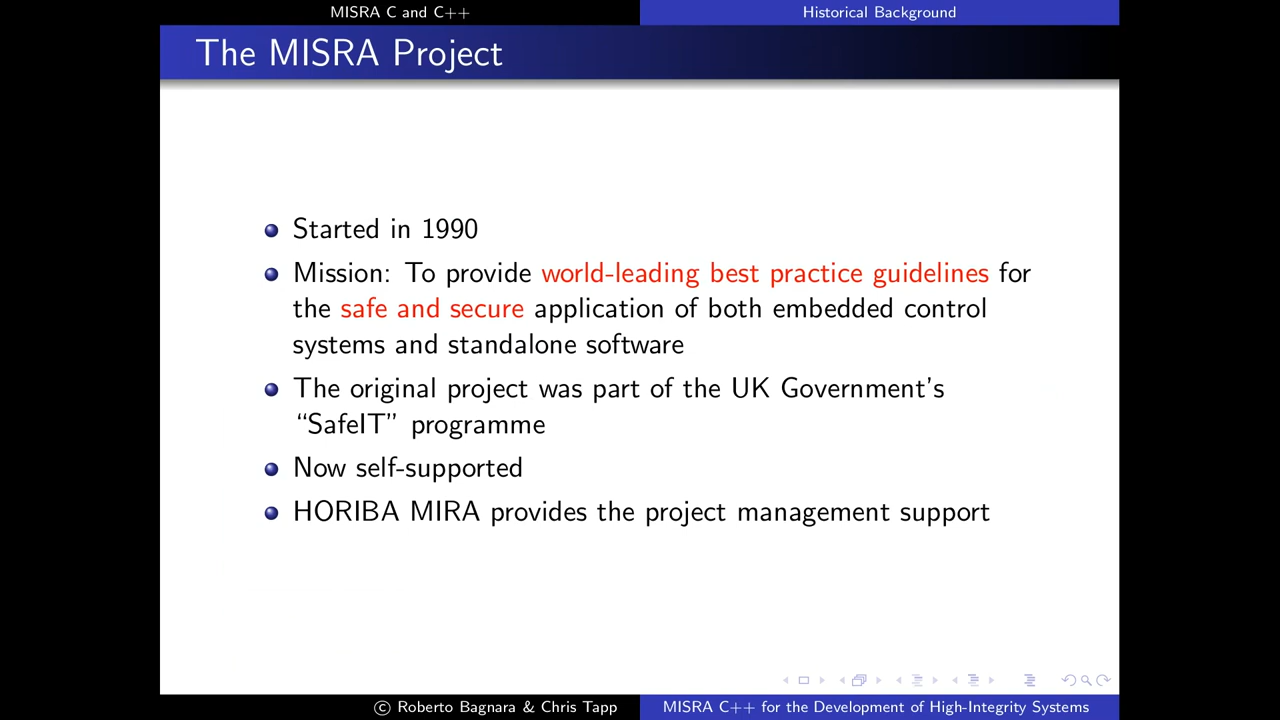 MISRA C and C++
Historical Background
The MISRA Project
Started in 1990
Mission: To provide world-leading best practice guidelines for
the safe and secure application of both embedded control
systems and standalone software
The original project was part of the UK Government's
“SafeIT” programme
Now self-supported
HORIBA MIRA provides the project management support
© Roberto Bagnara & Chris Tapp
MISRA C++ for the Development of High-Integrity Systems